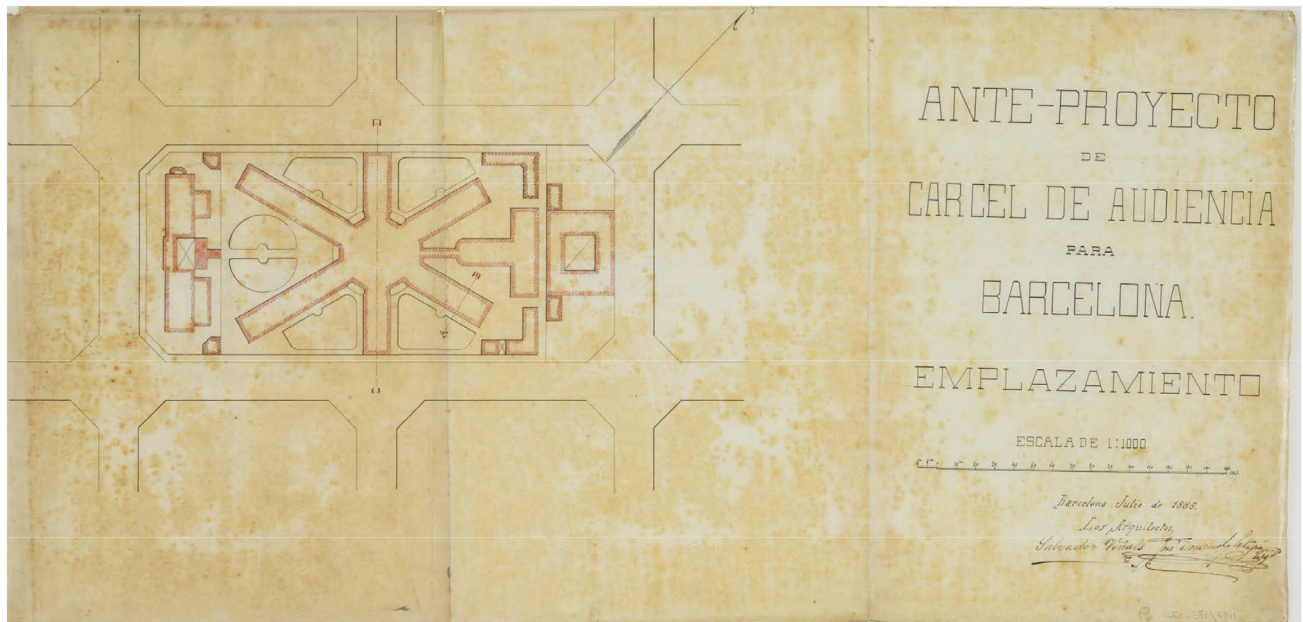 ANTE-PROYECTO
DE
CARCEL DE AUDIENCIA
PARA
BARCELONA.
EMPLAZAMIENTO
ESCALA DE 1:1000
Barcelona Julio de 1886.
Los Arquitectos,
Salvador Viñals